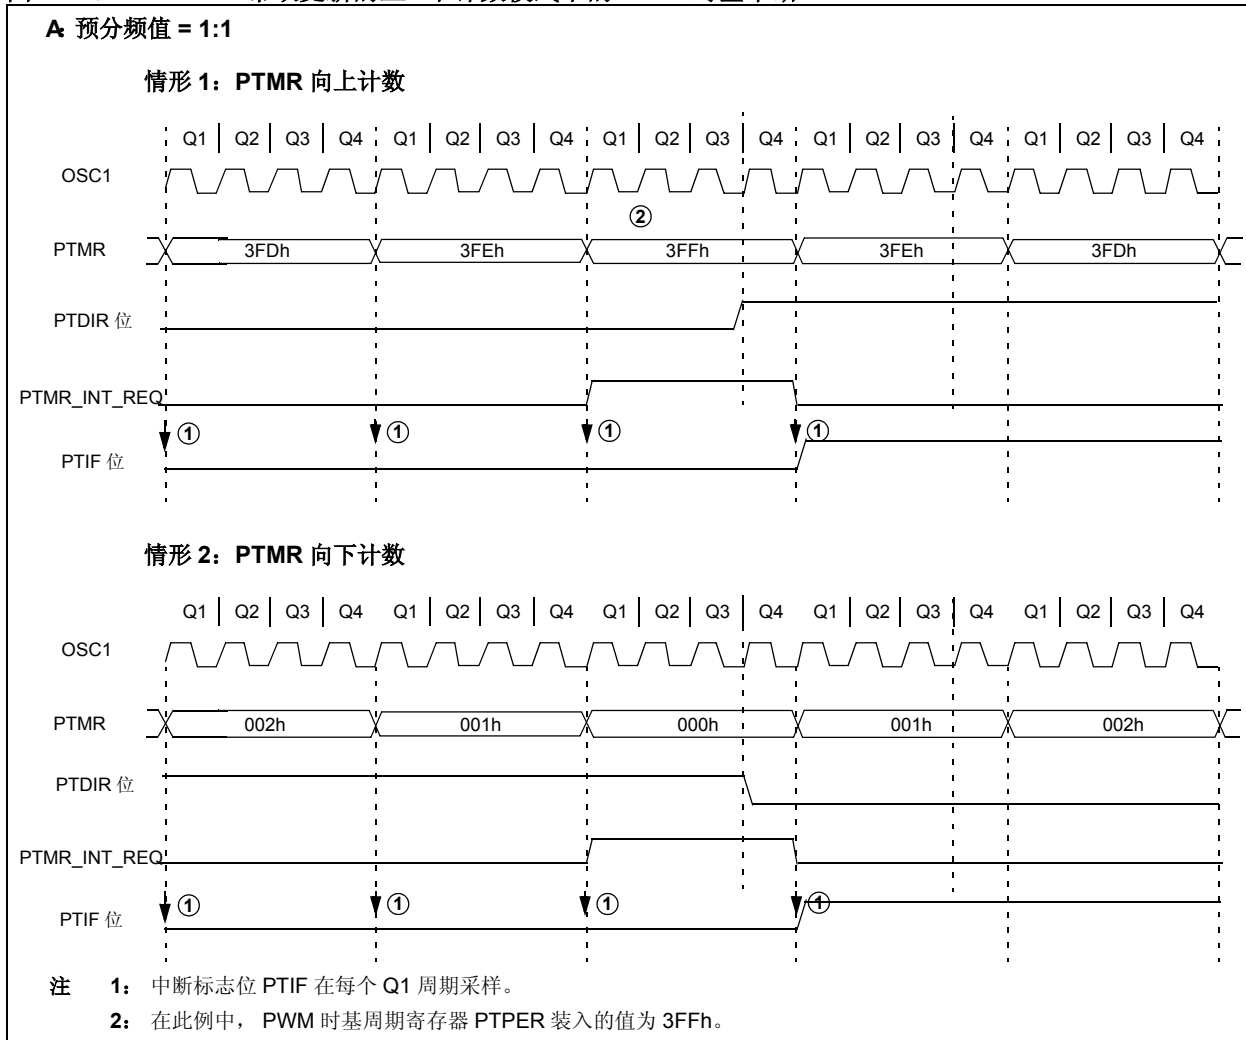 A: 预分频值 = 1:1
情形 1：PTMR 向上计数
Q1 Q2 Q3 Q4 Q1 Q2 Q3 Q4 Q1 Q2 Q3 Q4 Q1 Q2 Q3 Q4 Q1 Q2 Q3 Q4
OSC1
②
PTMR 3FDh 3FEh 3FFh 3FEh 3FDh
PTDIR 位
PTMR_INT_REQ
① ① ① ①
PTIF 位
情形 2：PTMR 向下计数
Q1 Q2 Q3 Q4 Q1 Q2 Q3 Q4 Q1 Q2 Q3 Q4 Q1 Q2 Q3 Q4 Q1 Q2 Q3 Q4
OSC1
PTMR 002h 001h 000h 001h 002h
PTDIR 位
PTMR_INT_REQ
① ① ① ①
PTIF 位
注 1： 中断标志位 PTIF 在每个 Q1 周期采样。
2： 在此例中， PWM 时基周期寄存器 PTPER 装入的值为 3FFh。